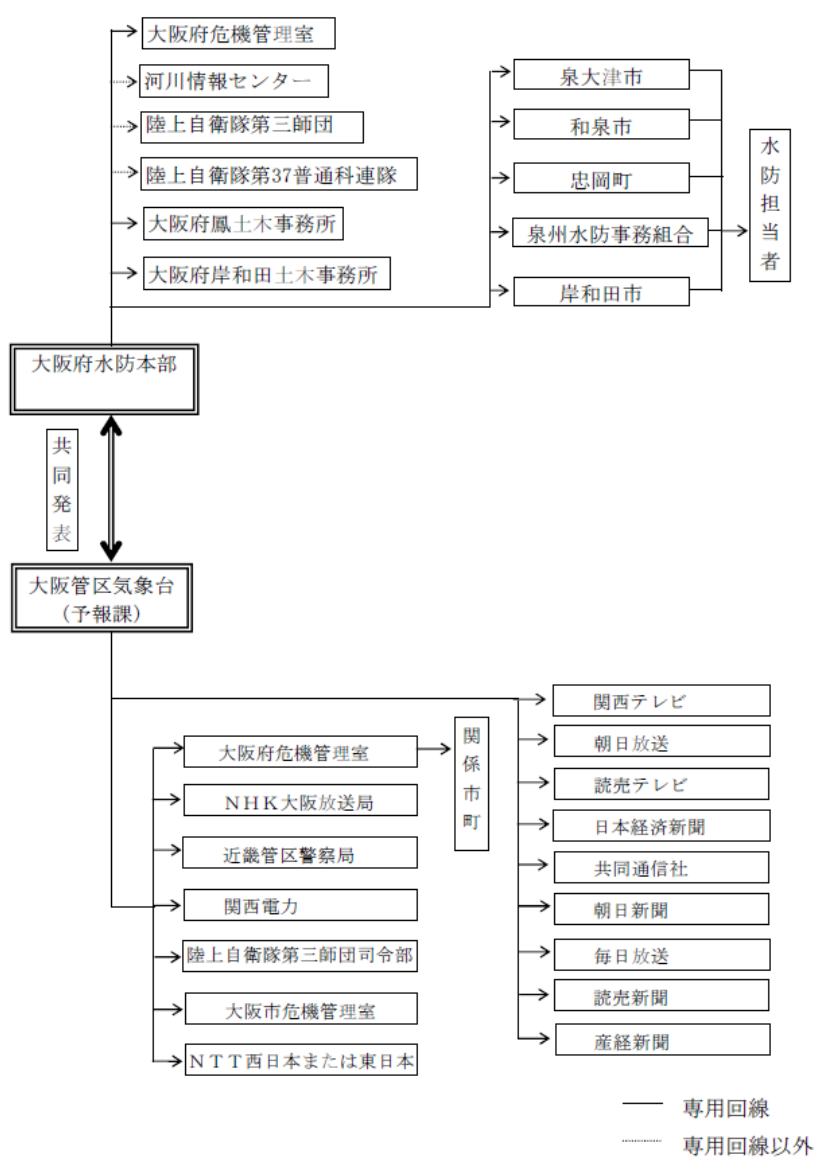 大阪府危機管理室
河川情報センター
陸上自衛隊第三師団
陸上自衛隊第37普通科連隊
大阪府鳳土木事務所
大阪府岸和田土木事務所
泉大津市
和泉市
忠岡町
泉州水防事務組合
岸和田市
水防担当者
大阪府水防本部
共同発表
大阪管区気象台
（予報課）
大阪府危機管理室
NHK大阪放送局
近畿管区警察局
関西電力
陸上自衛隊第三師団司令部
大阪市危機管理室
NTT西日本または東日本
関係市町
関西テレビ
朝日放送
読売テレビ
日本経済新聞
共同通信社
朝日新聞
毎日放送
読売新聞
産経新聞
専用回線
専用回線以外